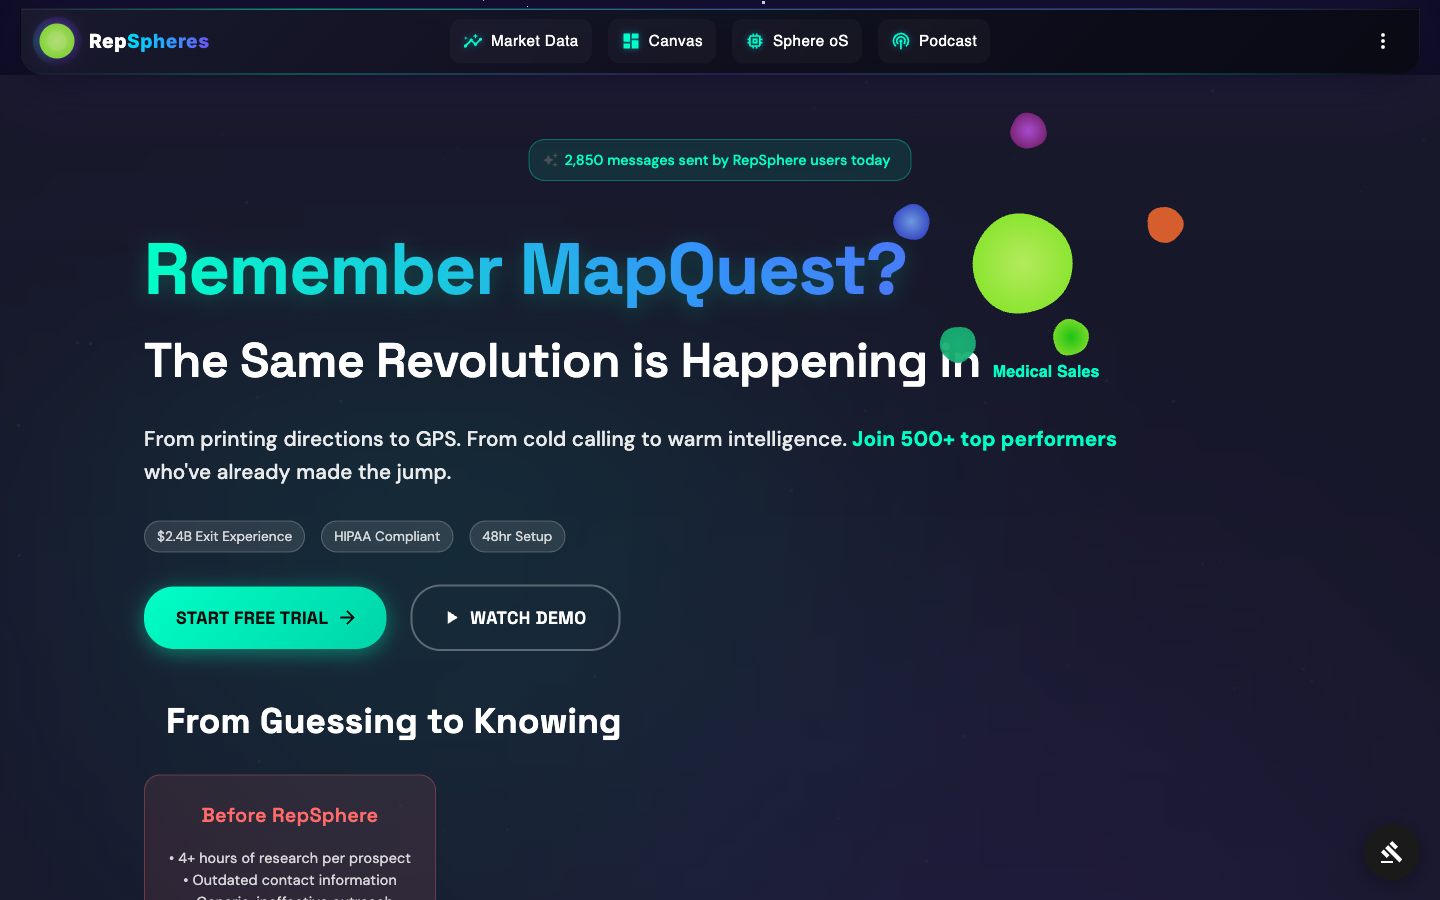 RepSpheres
Market Data
Canvas
Sphere oS
Podcast
2,850 messages sent by RepSphere users today
Remember MapQuest?
The Same Revolution is Happening in Medical Sales
From printing directions to GPS. From cold calling to warm intelligence. Join 500+ top performers
who've already made the jump.
$2.4B Exit Experience
HIPAA Compliant
48hr Setup
START FREE TRIAL →
WATCH DEMO
From Guessing to Knowing
Before RepSphere
• 4+ hours of research per prospect
• Outdated contact information